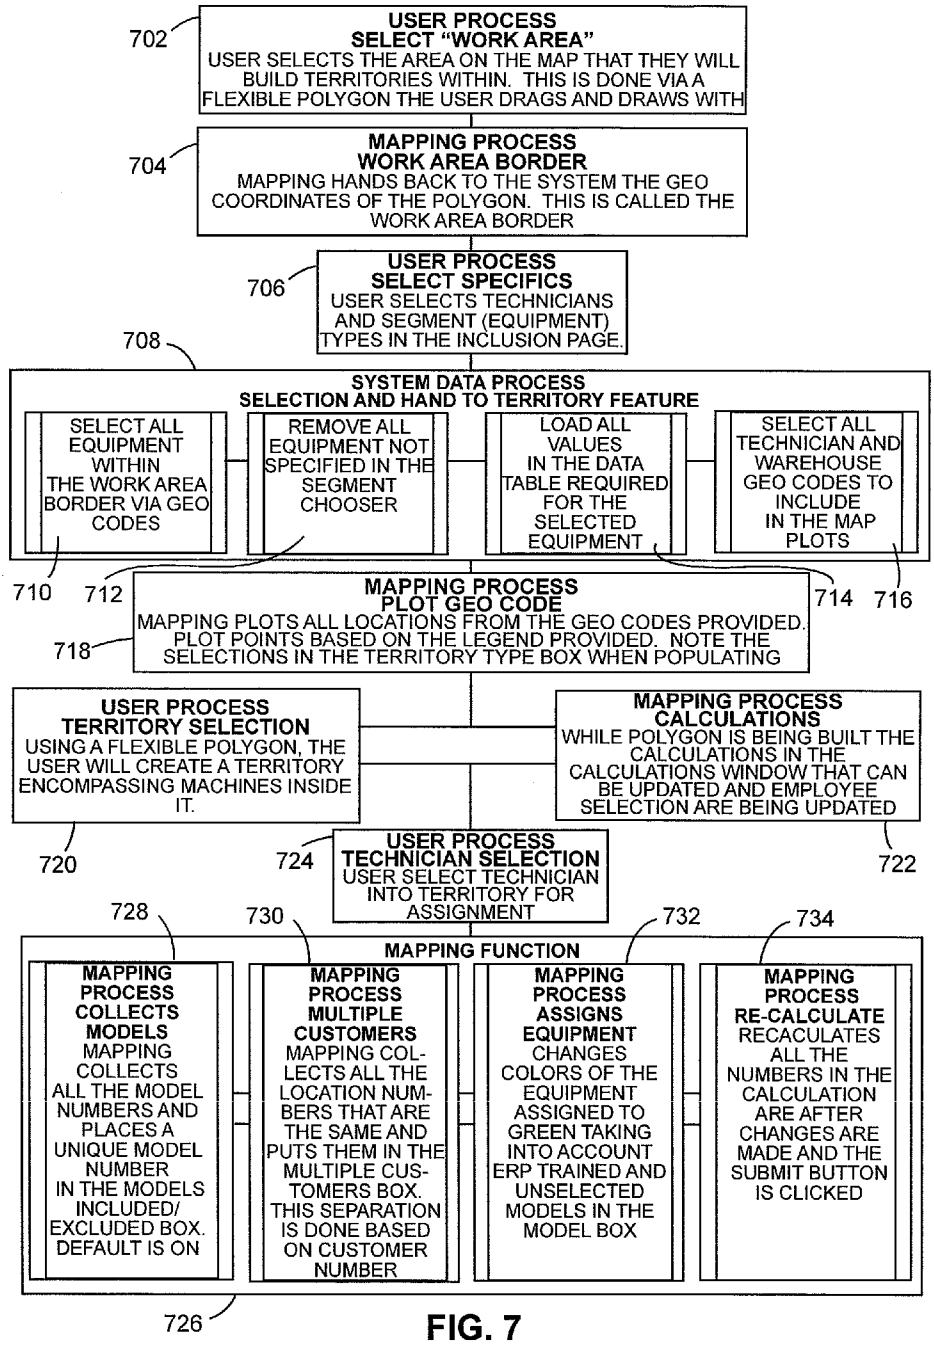 702
USER PROCESS
SELECT “WORK AREA”
USER SELECTS THE AREA ON THE MAP THAT THEY WILL
BUILD TERRITORIES WITHIN. THIS IS DONE VIA A
FLEXIBLE POLYGON THE USER DRAGS AND DRAWS WITH
704
MAPPING PROCESS
WORK AREA BORDER
MAPPING HANDS BACK TO THE SYSTEM THE GEO
COORDINATES OF THE POLYGON. THIS IS CALLED THE
WORK AREA BORDER
706
USER PROCESS
SELECT SPECIFICS
USER SELECTS TECHNICIANS
AND SEGMENT (EQUIPMENT)
TYPES IN THE INCLUSION PAGE.
708
SYSTEM DATA PROCESS
SELECTION AND HAND TO TERRITORY FEATURE
SELECT ALL
EQUIPMENT
WITHIN
THE WORK AREA
BORDER VIA GEO
CODES
REMOVE ALL
EQUIPMENT NOT
SPECIFIED IN THE
SEGMENT
CHOOSER
LOAD ALL
VALUES
IN THE DATA
TABLE REQUIRED
FOR THE
SELECTED
EQUIPMENT
SELECT ALL
TECHNICIAN AND
WAREHOUSE
GEO CODES TO
INCLUDE
IN THE MAP
PLOTS
710
712
714
716
MAPPING PROCESS
PLOT GEO CODE
MAPPING PLOTS ALL LOCATIONS FROM THE GEO CODES PROVIDED.
PLOT POINTS BASED ON THE LEGEND PROVIDED. NOTE THE
SELECTIONS IN THE TERRITORY TYPE BOX WHEN POPULATING
718
USER PROCESS
TERRITORY SELECTION
USING A FLEXIBLE POLYGON, THE
USER WILL CREATE A TERRITORY
ENCOMPASSING MACHINES INSIDE
IT.
720
MAPPING PROCESS
CALCULATIONS
WHILE POLYGON IS BEING BUILT THE
CALCULATIONS IN THE
CALCULATIONS WINDOW THAT CAN
BE UPDATED AND EMPLOYEE
SELECTION ARE BEING UPDATED
722
724
USER PROCESS
TECHNICIAN SELECTION
USER SELECT TECHNICIAN
INTO TERRITORY FOR
ASSIGNMENT
728
730
732
734
MAPPING FUNCTION
MAPPING
PROCESS
COLLECTS
MODELS
MAPPING
COLLECTS
ALL THE MODEL
NUMBERS AND
PLACES A
UNIQUE MODEL
NUMBER
IN THE MODELS
INCLUDED/
EXCLUDED BOX.
DEFAULT IS ON
MAPPING
PROCESS
MULTIPLE
CUSTOMERS
MAPPING COL-
LECTS ALL THE
LOCATION NUM-
BERS THAT ARE
THE SAME AND
PUTS THEM IN THE
MULTIPLE CUS-
TOMERS BOX.
THIS SEPARATION
IS DONE BASED
ON CUSTOMER
NUMBER
MAPPING
PROCESS
ASSIGNS
EQUIPMENT
CHANGES
COLORS OF THE
EQUIPMENT
ASSIGNED TO
GREEN TAKING
INTO ACCOUNT
ERP TRAINED AND
UNSELECTED
MODELS IN THE
MODEL BOX
MAPPING
PROCESS
RE-CALCULATE
RECACULATES
ALL THE
NUMBERS IN THE
CALCULATION
ARE AFTER
CHANGES ARE
MADE AND THE
SUBMIT BUTTON
IS CLICKED
726
FIG. 7